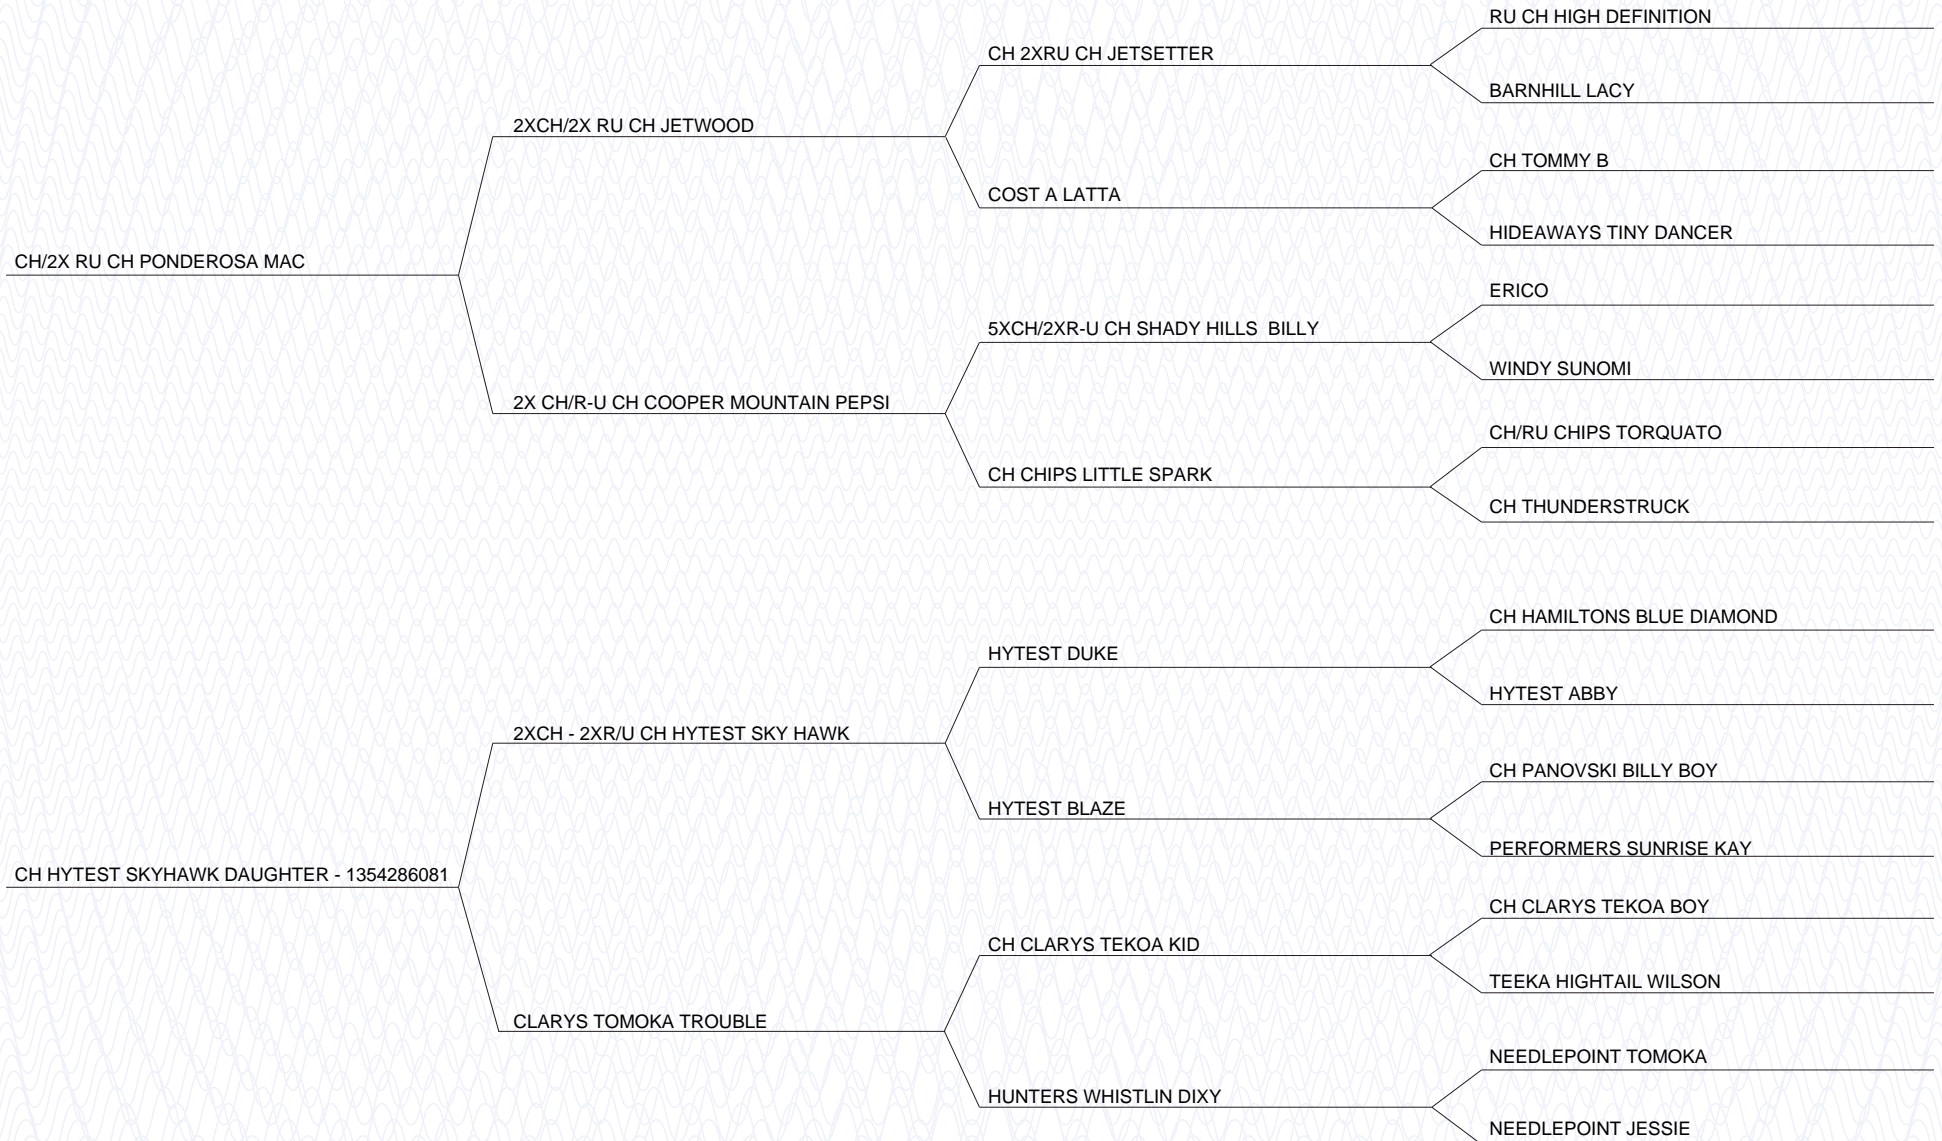 RU CH HIGH DEFINITION
CH 2XRU CH JETSETTER
BARNHILL LACY
2XCH/2X RU CH JETWOOD
CH TOMMY B
COST A LATTA
HIDEAWAYS TINY DANCER
CH/2X RU CH PONDEROSA MAC
ERICO
5XCH/2XR-U CH SHADY HILLS  BILLY
WINDY SUNOMI
2X CH/R-U CH COOPER MOUNTAIN PEPSI
CH/RU CHIPS TORQUATO
CH CHIPS LITTLE SPARK
CH THUNDERSTRUCK
CH HAMILTONS BLUE DIAMOND
HYTEST DUKE
HYTEST ABBY
2XCH - 2XR/U CH HYTEST SKY HAWK
CH PANOVSKI BILLY BOY
HYTEST BLAZE
PERFORMERS SUNRISE KAY
CH HYTEST SKYHAWK DAUGHTER - 1354286081
CH CLARYS TEKOA BOY
CH CLARYS TEKOA KID
TEEKA HIGHTAIL WILSON
CLARYS TOMOKA TROUBLE
NEEDLEPOINT TOMOKA
HUNTERS WHISTLIN DIXY
NEEDLEPOINT JESSIE